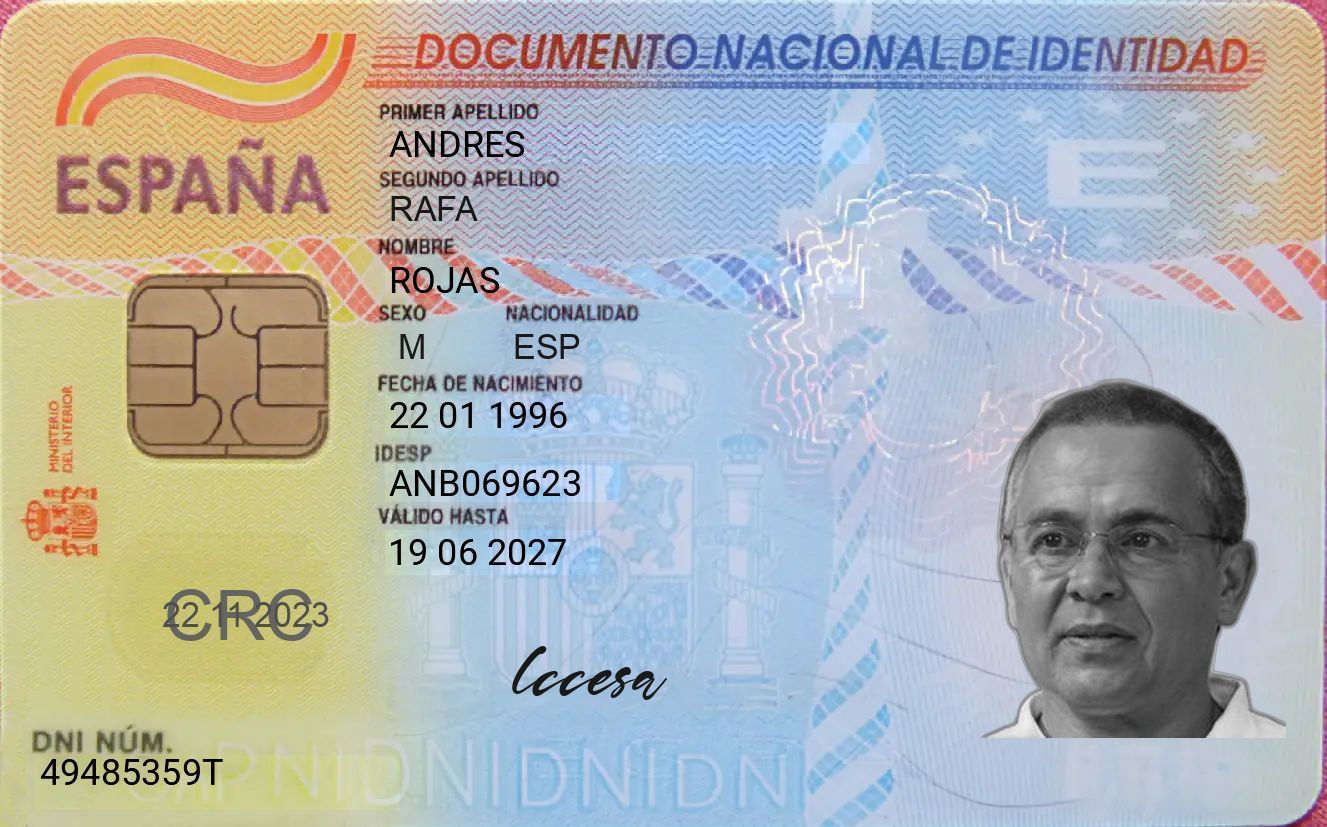 DOCUMENTO NACIONAL DE IDENTIDAD
ESPAÑA
PRIMER APELLIDO
ANDRES
SEGUNDO APELLIDO
RAFA
NOMBRE
ROJAS
SEXO NACIONALIDAD
M ESP
FECHA DE NACIMIENTO
22 01 1996
IDESP
ANB069623
VÁLIDO HASTA
19 06 2027
MINISTERIO
DEL INTERIOR
E
CRC
22 11 2023
Iccesa
DNI NÚM.
49485359T
DNIDNIDNIDN